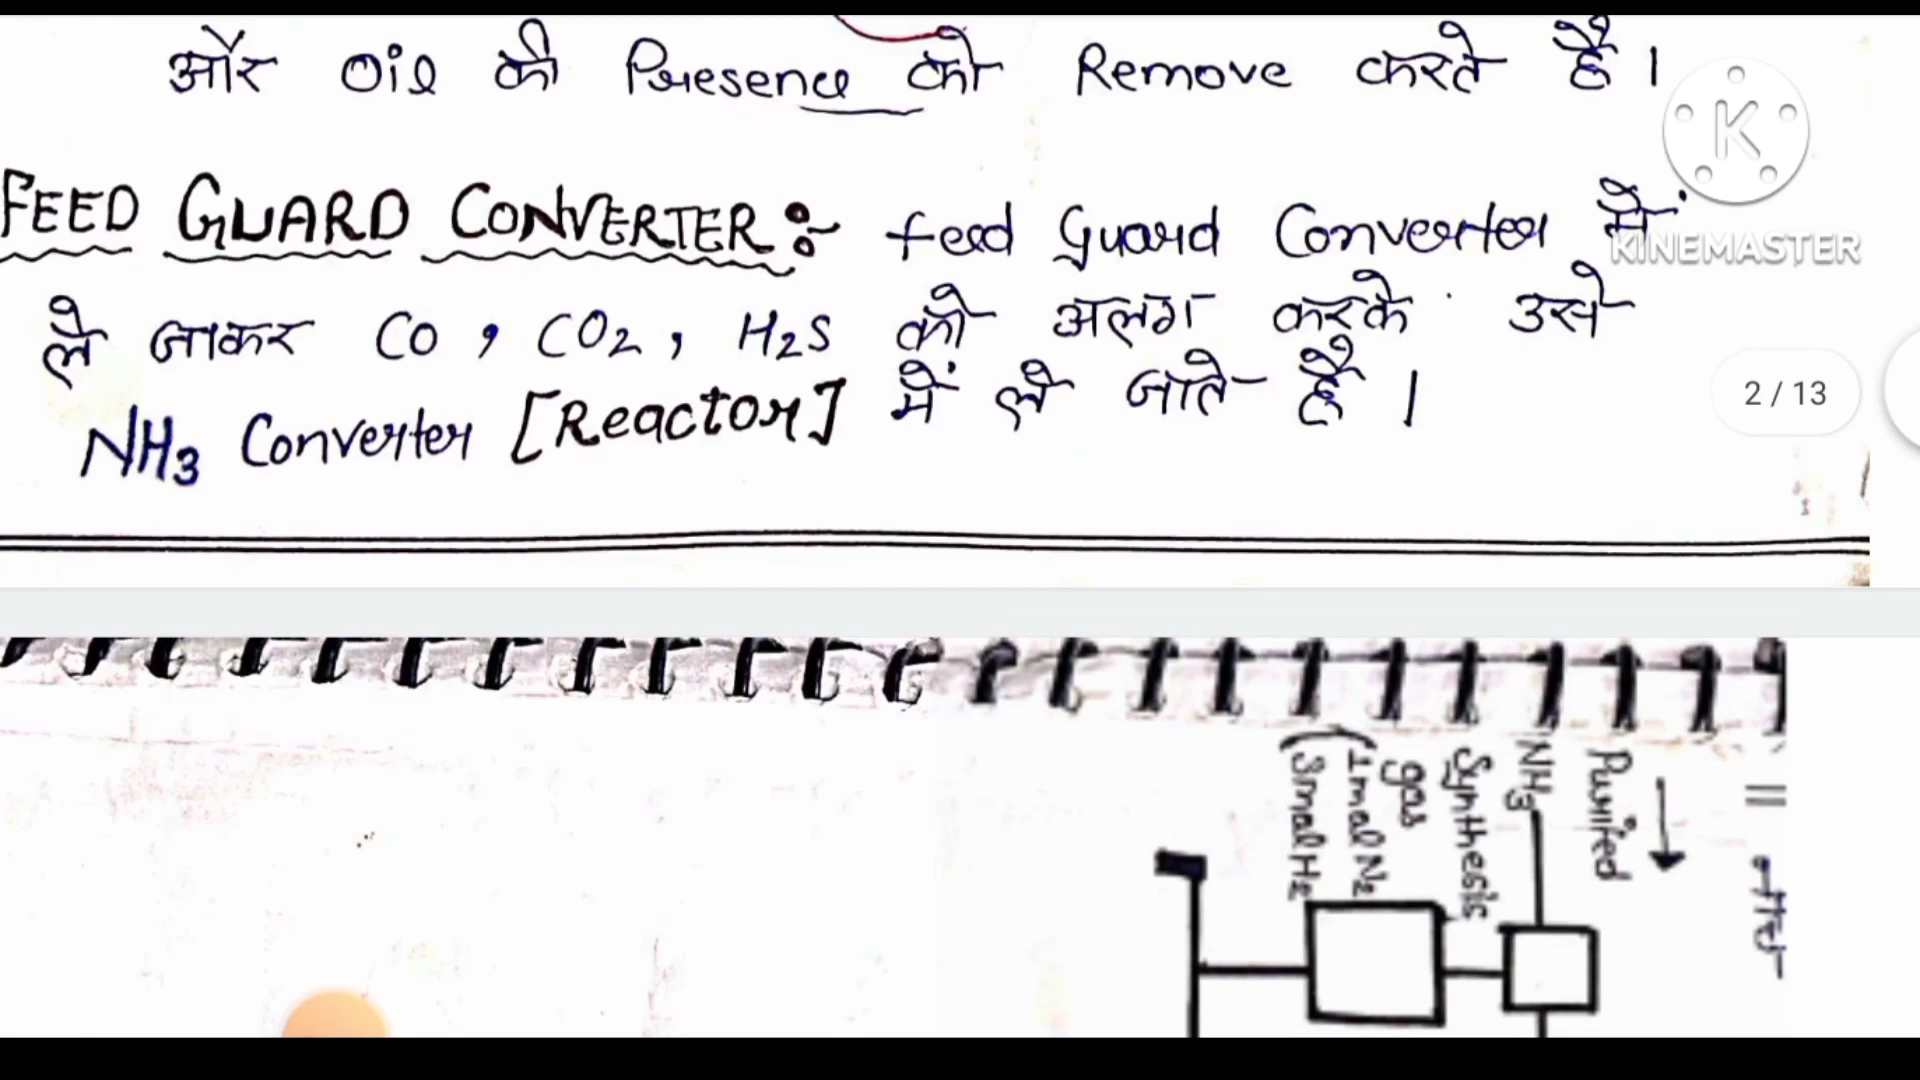 और Oil की Presence को Remove करते है।
FEED GUARD CONVERTER :- feed Guard Converter में
ले जाकर CO, CO2, H2S को अलग करके उसे
NH3 Converter [Reactor] में ले जाते है।
K
KINEMASTER
2 / 13
Purified
NH3
Synthesis
gas
(1mol N2
(3mol H2